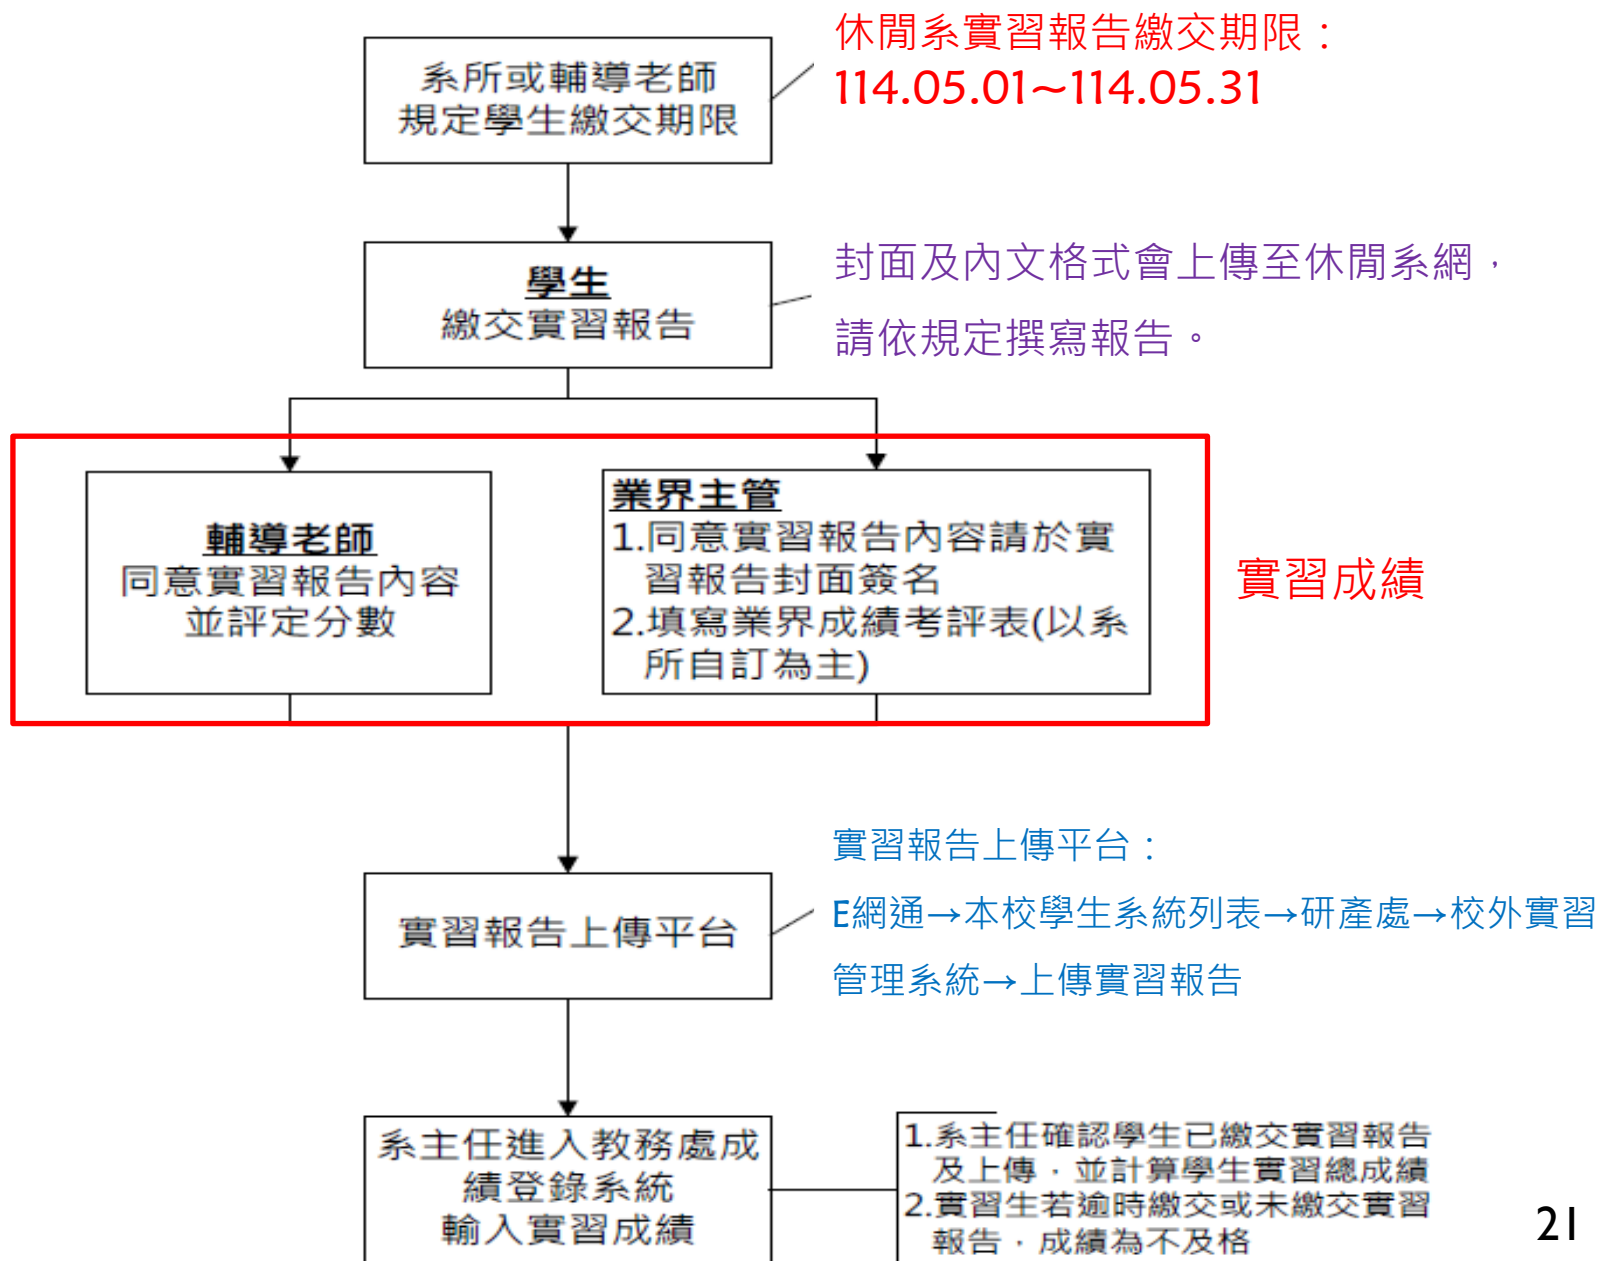 系所或輔導老師
規定學生繳交期限
休閒系實習報告繳交期限：
114.05.01~114.05.31
學生
繳交實習報告
封面及內文格式會上傳至休閒系網，
請依規定撰寫報告。
輔導老師
同意實習報告內容
並評定分數
業界主管
1.同意實習報告內容請於實
習報告封面簽名
2.填寫業界成績考評表(以系
所自訂為主)
實習成績
實習報告上傳平台
實習報告上傳平台：
E網通→本校學生系統列表→研產處→校外實習
管理系統→上傳實習報告
系主任進入教務處成
績登錄系統
輸入實習成績
1.系主任確認學生已繳交實習報告
及上傳，並計算學生實習總成績
2.實習生若逾時繳交或未繳交實習
報告，成績為不及格
21